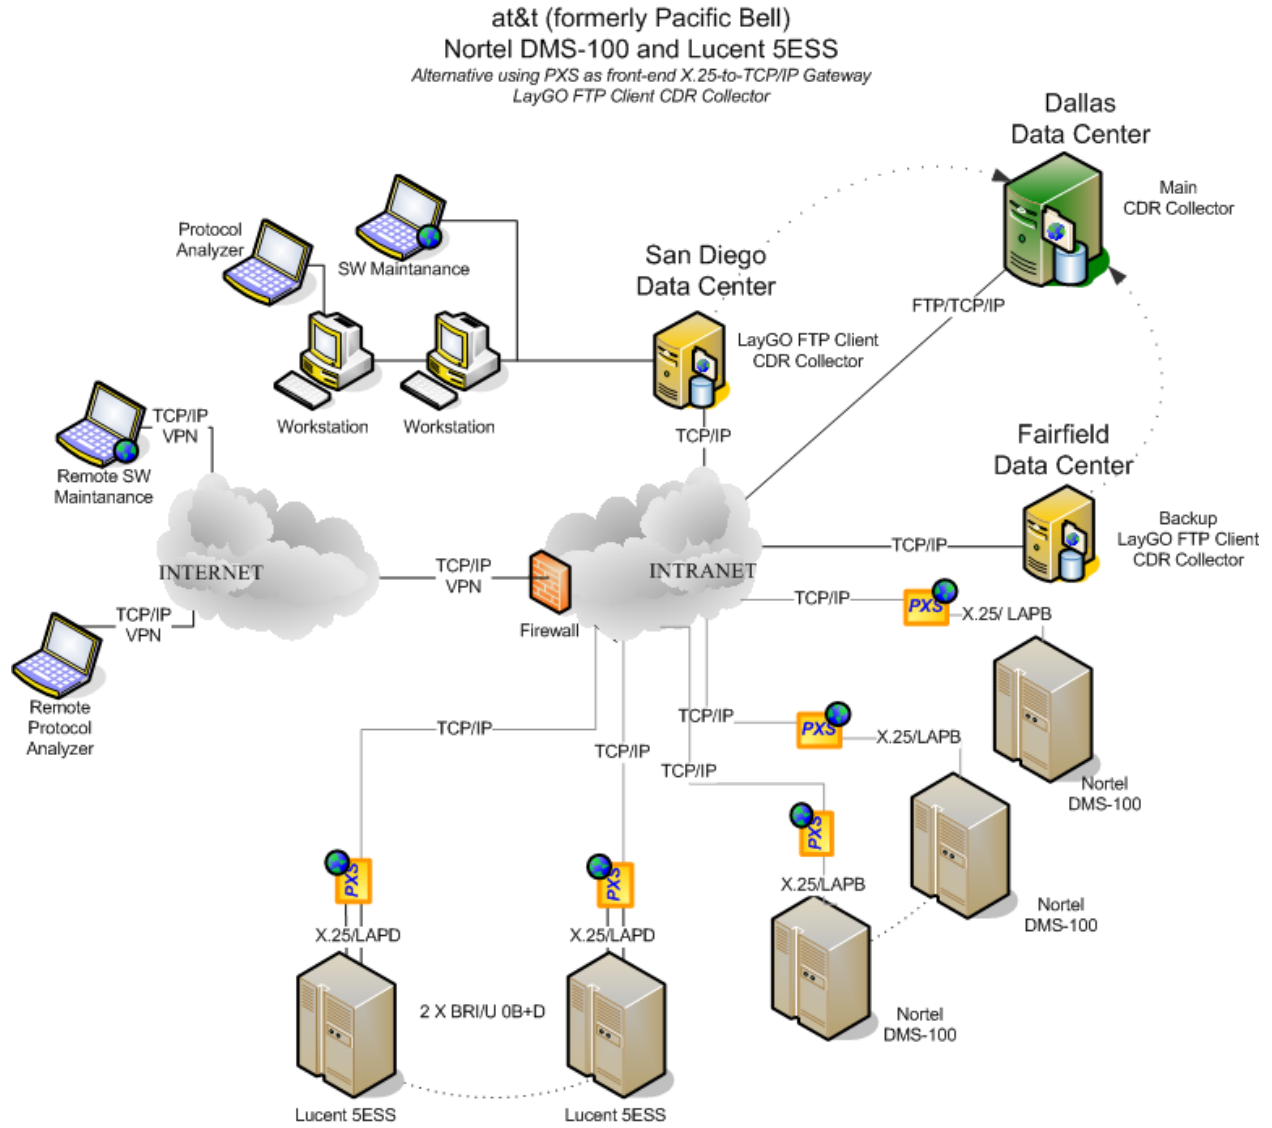 at&t (formerly Pacific Bell)
Nortel DMS-100 and Lucent 5ESS
Alternative using PXS as front-end X.25-to-TCP/IP Gateway
LayGO FTP Client CDR Collector
Dallas
Data Center
Main
CDR Collector
Protocol
Analyzer
SW Maintanance
San Diego
Data Center
LayGO FTP Client
CDR Collector
FTP/TCP/IP
Workstation
Workstation
TCP/IP
VPN
Remote SW
Maintanance
TCP/IP
Fairfield
Data Center
Backup
LayGO FTP Client
CDR Collector
TCP/IP
INTERNET
TCP/IP
VPN
INTRANET
Firewall
TCP/IP
VPN
Remote
Protocol
Analyzer
TCP/IP
PXS
X.25/ LAPB
Nortel
DMS-100
TCP/IP
PXS
X.25/LAPB
Nortel
DMS-100
TCP/IP
PXS
X.25/LAPB
Nortel
DMS-100
TCP/IP
PXS
X.25/LAPD
Lucent 5ESS
TCP/IP
PXS
X.25/LAPD
Lucent 5ESS
2 X BRI/U 0B+D